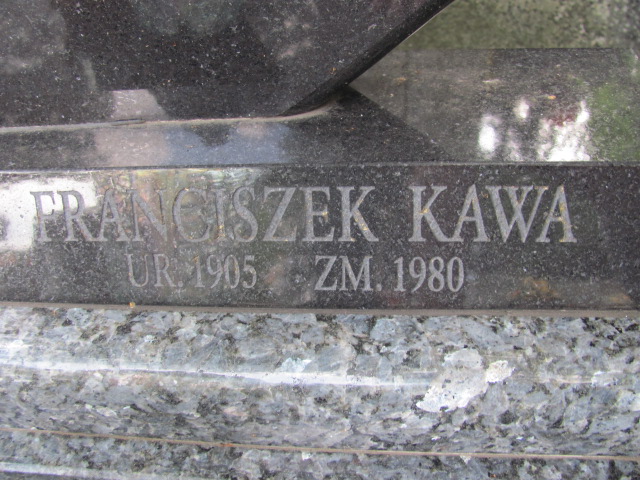 FRANCISZEK KAWA
UR. 1905 ZM. 1980